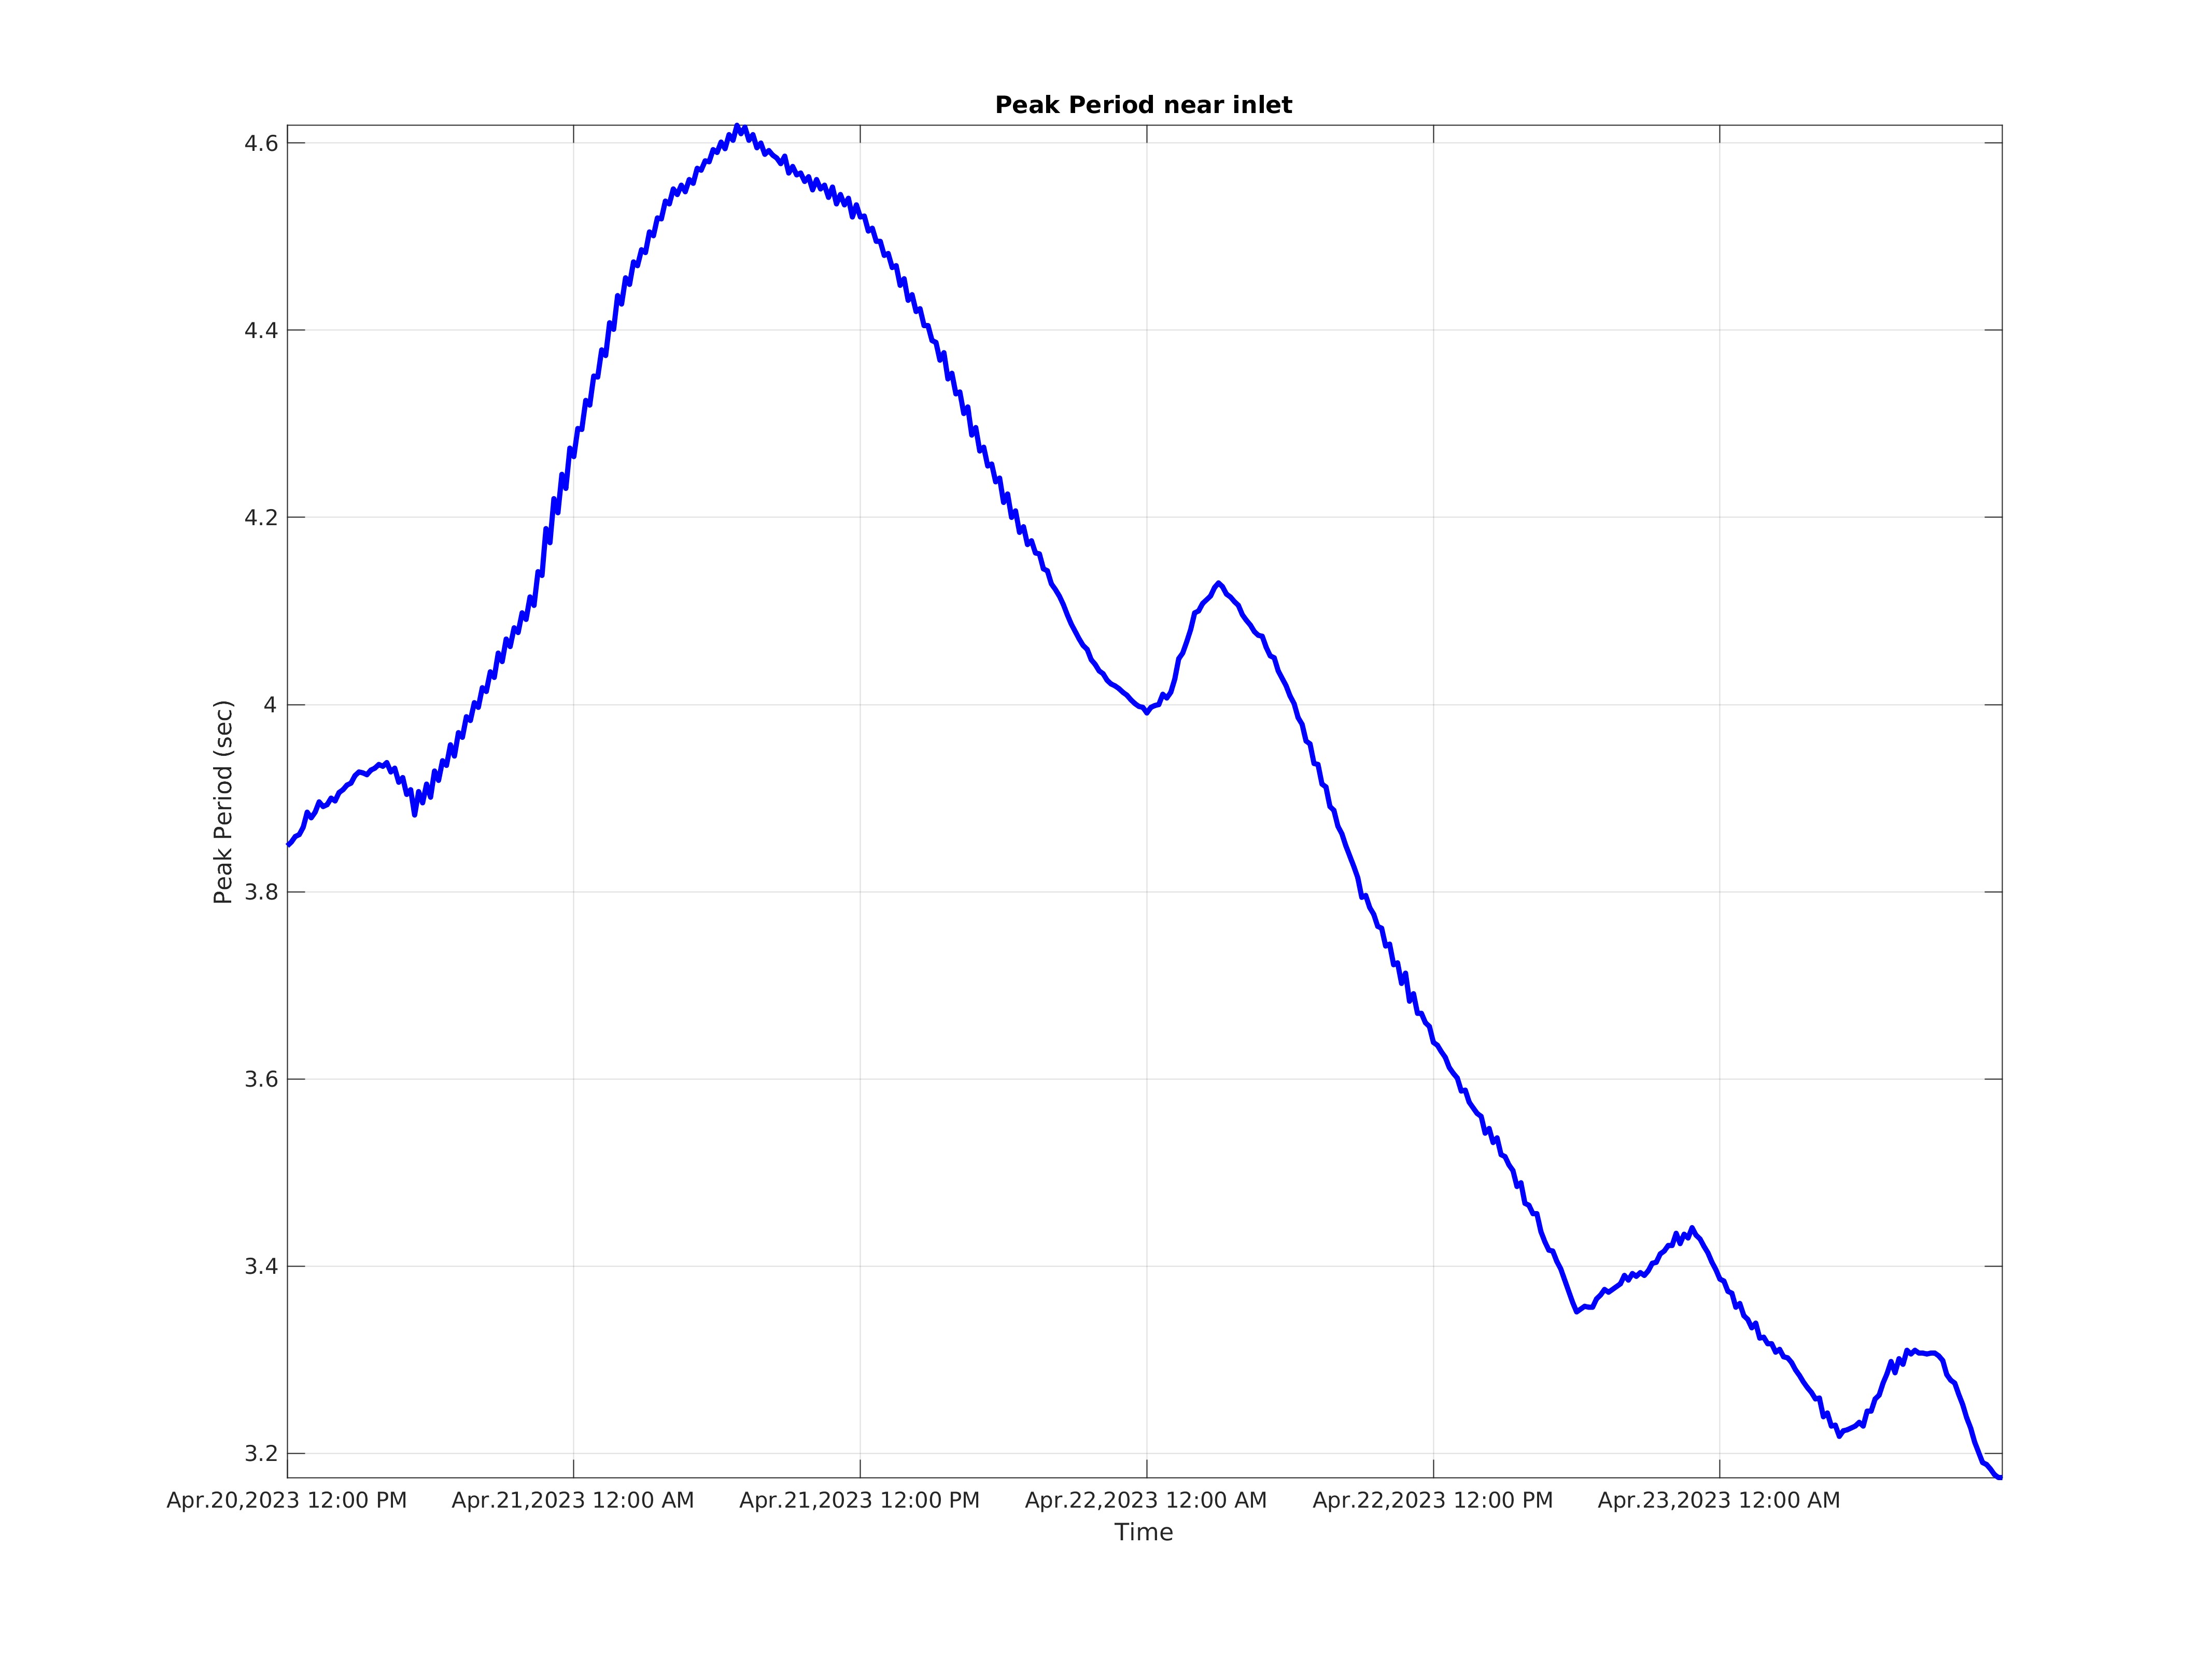 Peak Period near inlet
4.6
4.4
4.2
4
3.8
3.6
3.4
3.2
Peak Period (sec)
Apr.20,2023 12:00 PM Apr.21,2023 12:00 AM Apr.21,2023 12:00 PM Apr.22,2023 12:00 AM Apr.22,2023 12:00 PM Apr.23,2023 12:00 AM
Time